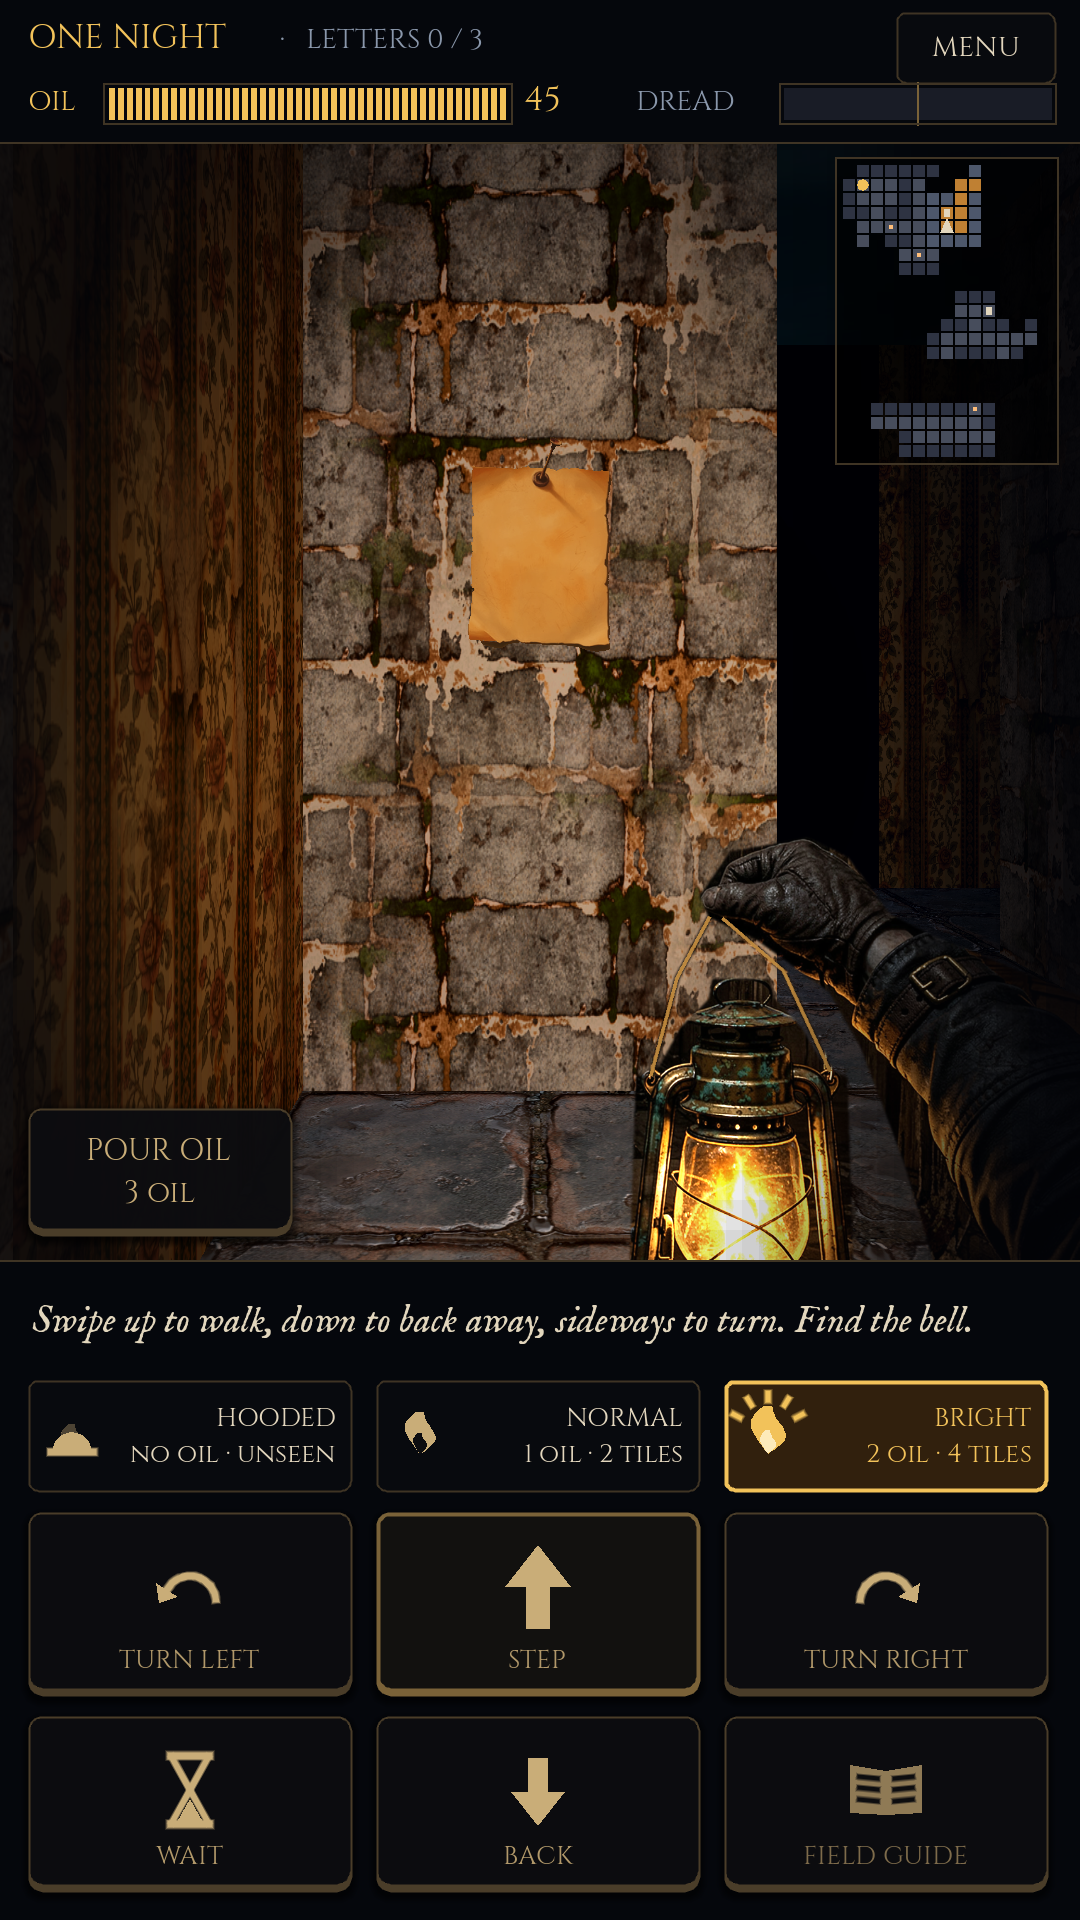 ONE NIGHT · LETTERS 0 / 3
MENU
OIL 45 DREAD
POUR OIL
3 OIL
Swipe up to walk, down to back away, sideways to turn. Find the bell.
HOODED
NO OIL · UNSEEN
NORMAL
1 OIL · 2 TILES
BRIGHT
2 OIL · 4 TILES
TURN LEFT
STEP
TURN RIGHT
WAIT
BACK
FIELD GUIDE